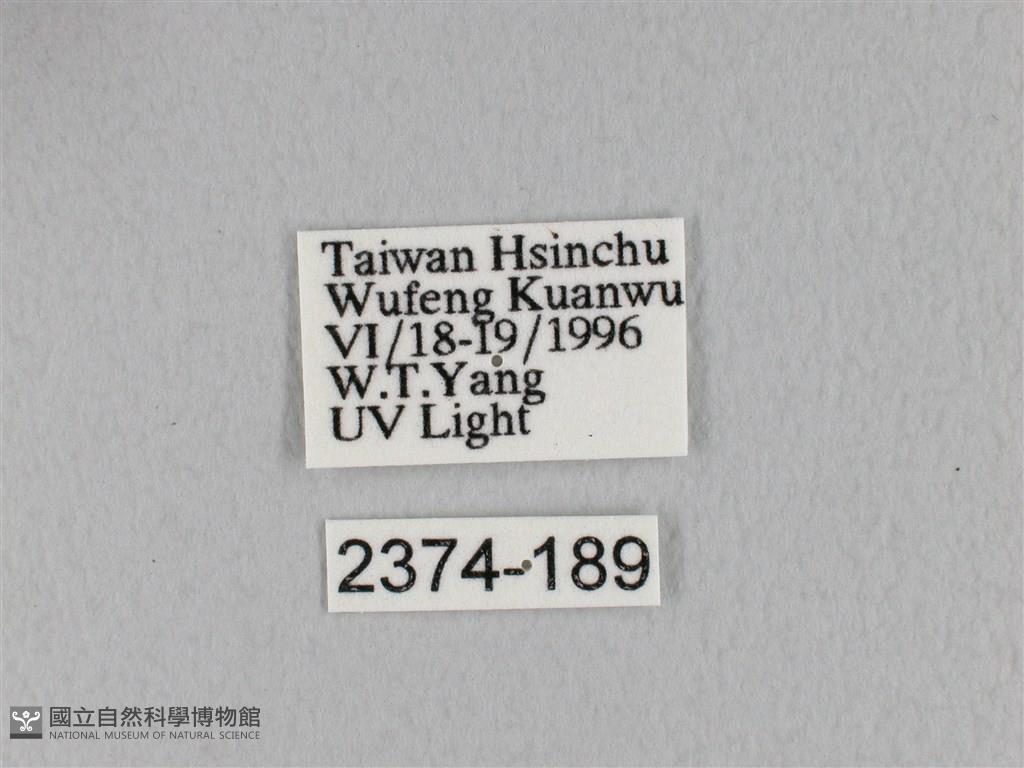 Taiwan Hsinchu
Wufeng Kuanwu
VI/18-19/1996
W.T.Yang
UV Light
2374-189
國立自然科學博物館
NATIONAL MUSEUM OF NATURAL SCIENCE